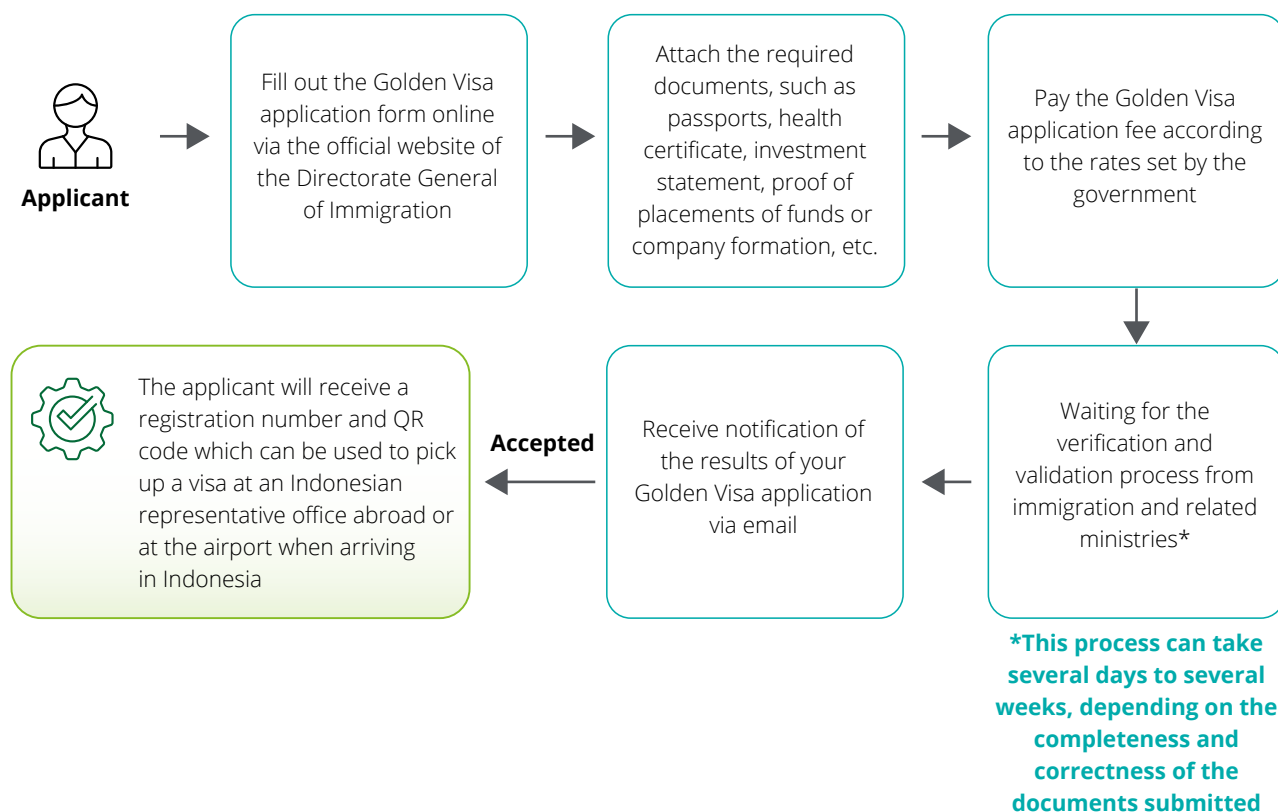 Applicant
Fill out the Golden Visa
application form online
via the official website of
the Directorate General
of Immigration
Attach the required
documents, such as
passports, health
certificate, investment
statement, proof of
placements of funds or
company formation, etc.
Pay the Golden Visa
application fee according
to the rates set by the
government
Waiting for the
verification and
validation process from
immigration and related
ministries*
*This process can take
several days to several
weeks, depending on the
completeness and
correctness of the
documents submitted
Receive notification of
the results of your
Golden Visa application
via email
Accepted
The applicant will receive a
registration number and QR
code which can be used to pick
up a visa at an Indonesian
representative office abroad or
at the airport when arriving
in Indonesia